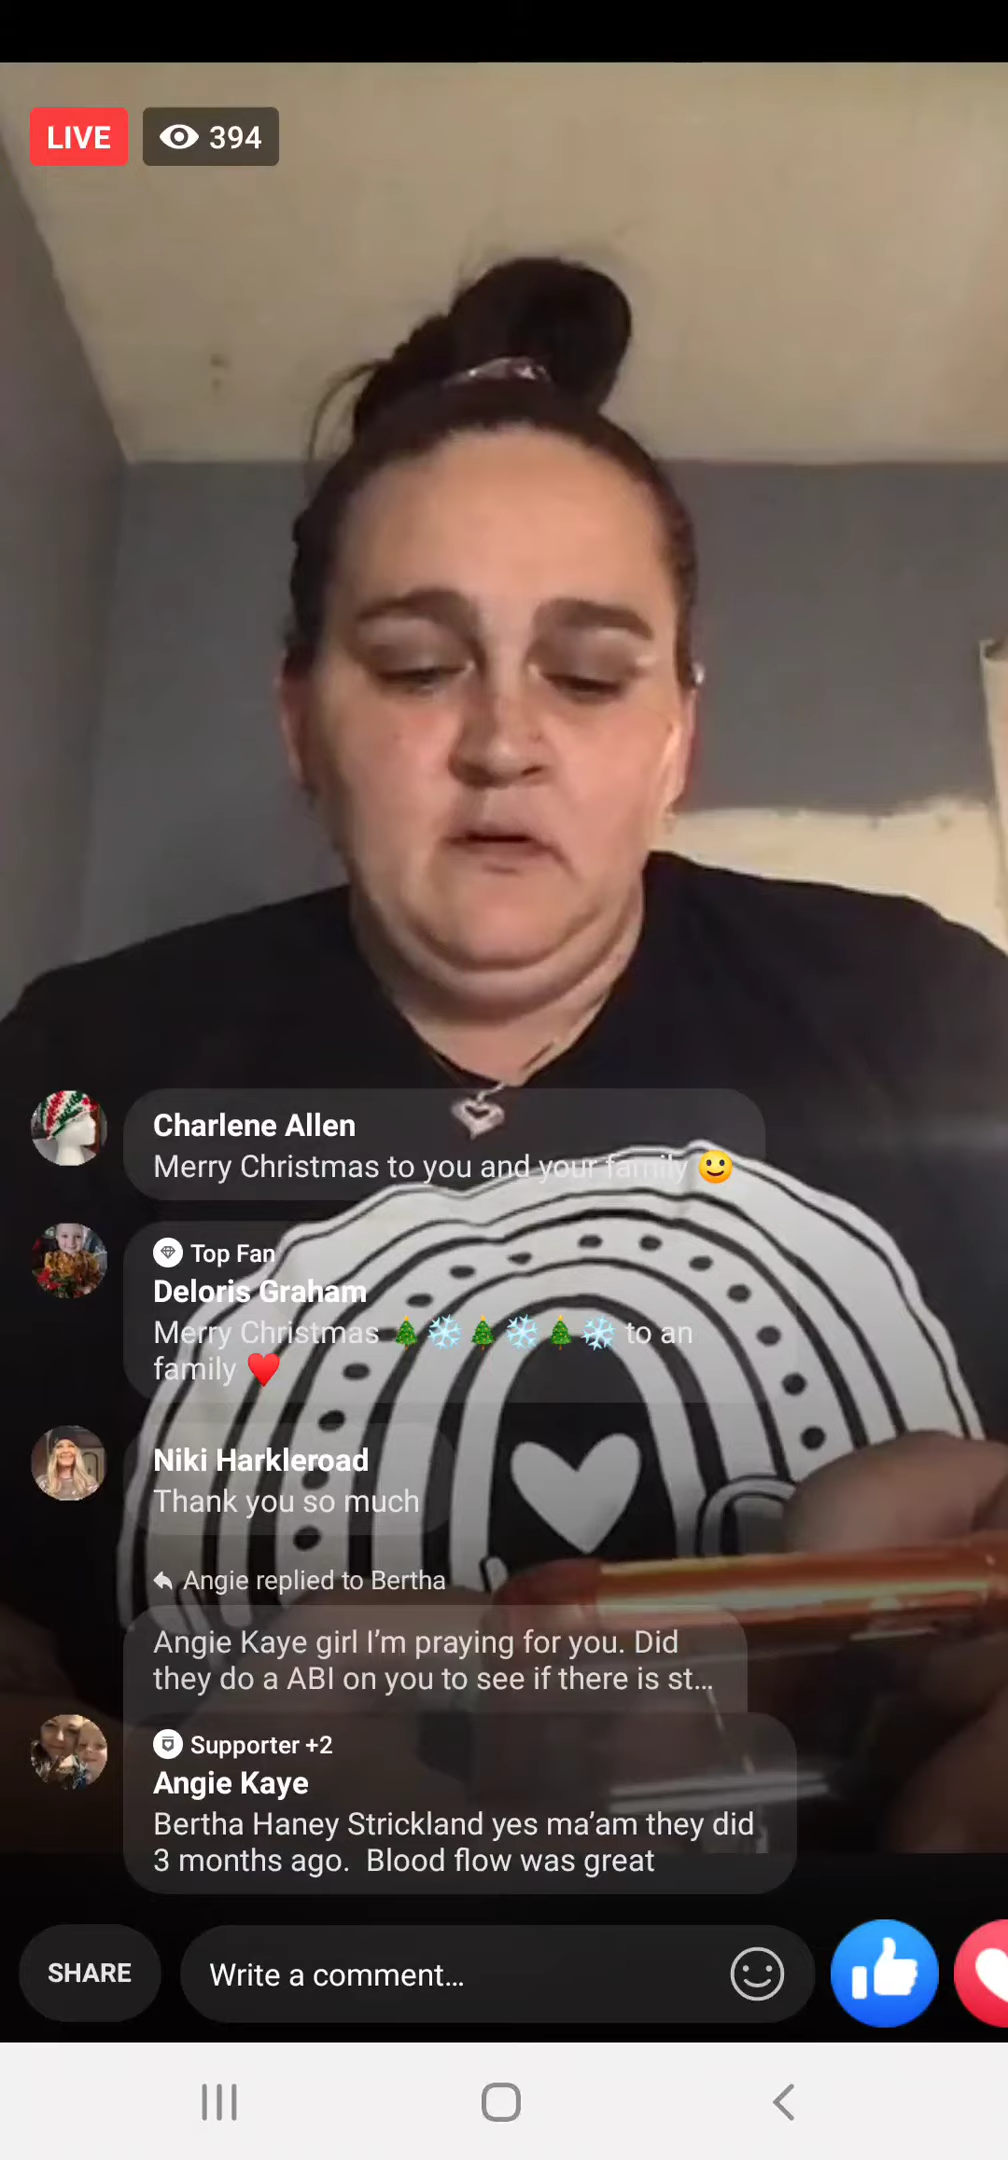 LIVE 394
Charlene Allen
Merry Christmas to you and your family 🙂
Top Fan
Deloris Graham
Merry Christmas 🎄❄️🎄❄️🎄❄️ to an
family ♥️
Niki Harkleroad
Thank you so much
Angie replied to Bertha
Angie Kaye girl I’m praying for you. Did
they do a ABI on you to see if there is st...
Supporter +2
Angie Kaye
Bertha Haney Strickland yes ma’am they did
3 months ago.  Blood flow was great
SHARE
Write a comment...